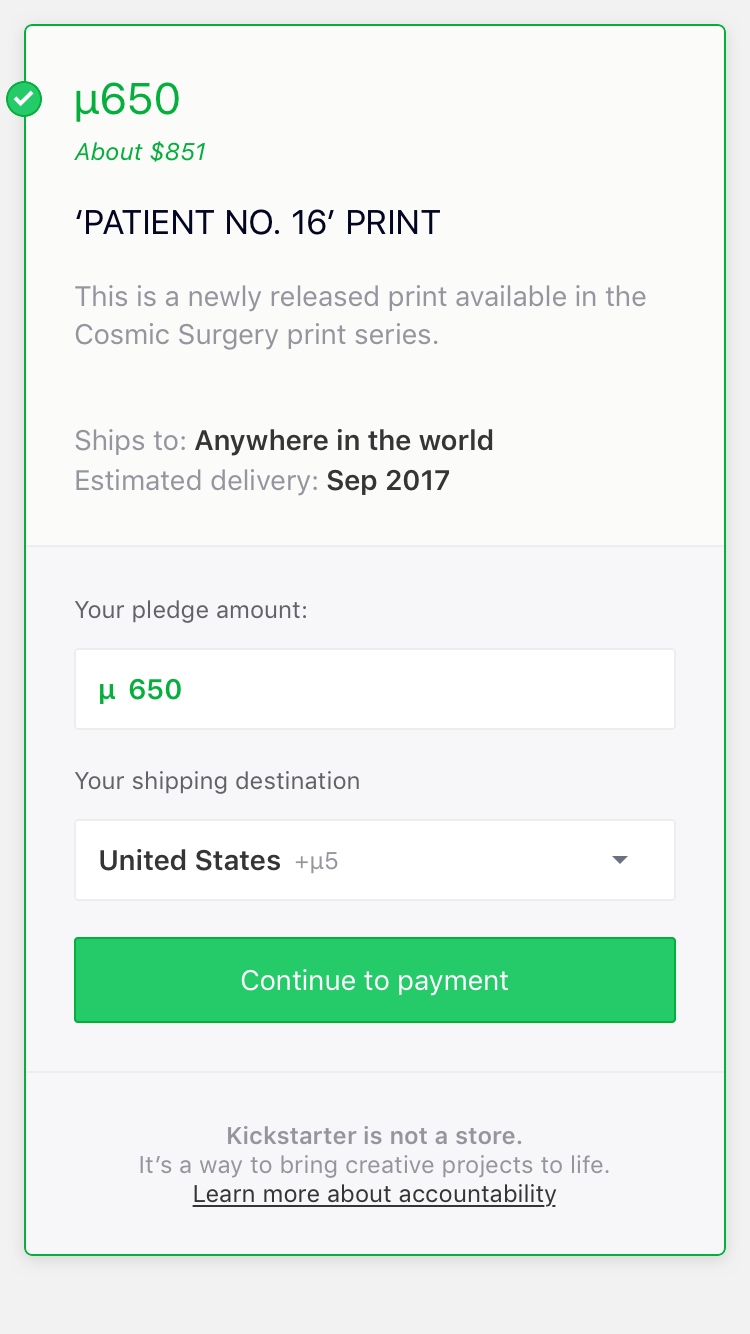 µ650
About $851
‘PATIENT NO. 16’ PRINT
This is a newly released print available in the
Cosmic Surgery print series.
Ships to: Anywhere in the world
Estimated delivery: Sep 2017
Your pledge amount:
µ 650
Your shipping destination
United States +µ5
Continue to payment
Kickstarter is not a store.
It’s a way to bring creative projects to life.
Learn more about accountability